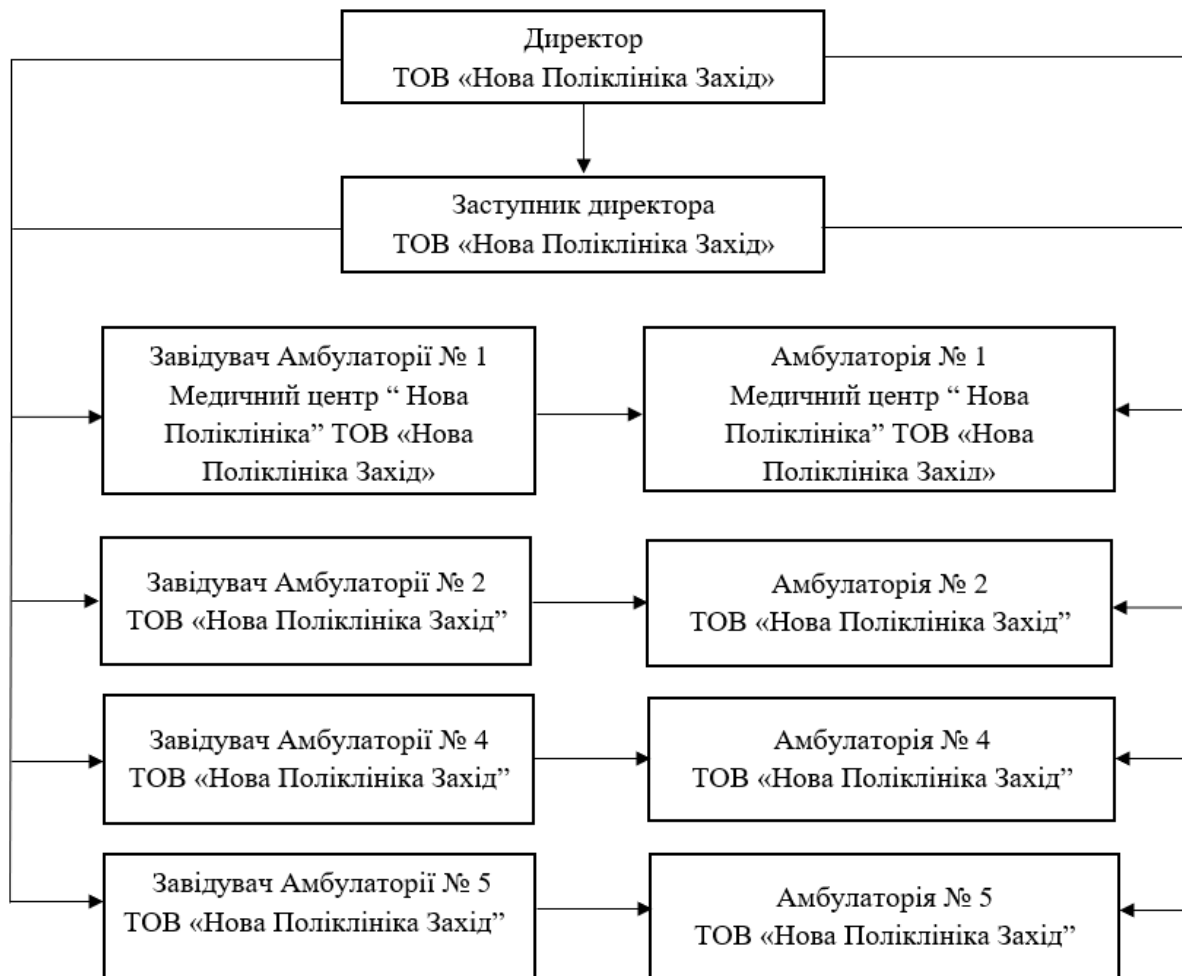 Директор
ТОВ «Нова Поліклініка Захід»
Заступник директора
ТОВ «Нова Поліклініка Захід»
Завідувач Амбулаторії № 1
Медичний центр “ Нова
Поліклініка” ТОВ «Нова
Поліклініка Захід»
Амбулаторія № 1
Медичний центр “ Нова
Поліклініка” ТОВ «Нова
Поліклініка Захід»
Завідувач Амбулаторії № 2
ТОВ «Нова Поліклініка Захід”
Амбулаторія № 2
ТОВ «Нова Поліклініка Захід”
Завідувач Амбулаторії № 4
ТОВ «Нова Поліклініка Захід”
Амбулаторія № 4
ТОВ «Нова Поліклініка Захід”
Завідувач Амбулаторії № 5
ТОВ «Нова Поліклініка Захід”
Амбулаторія № 5
ТОВ «Нова Поліклініка Захід”